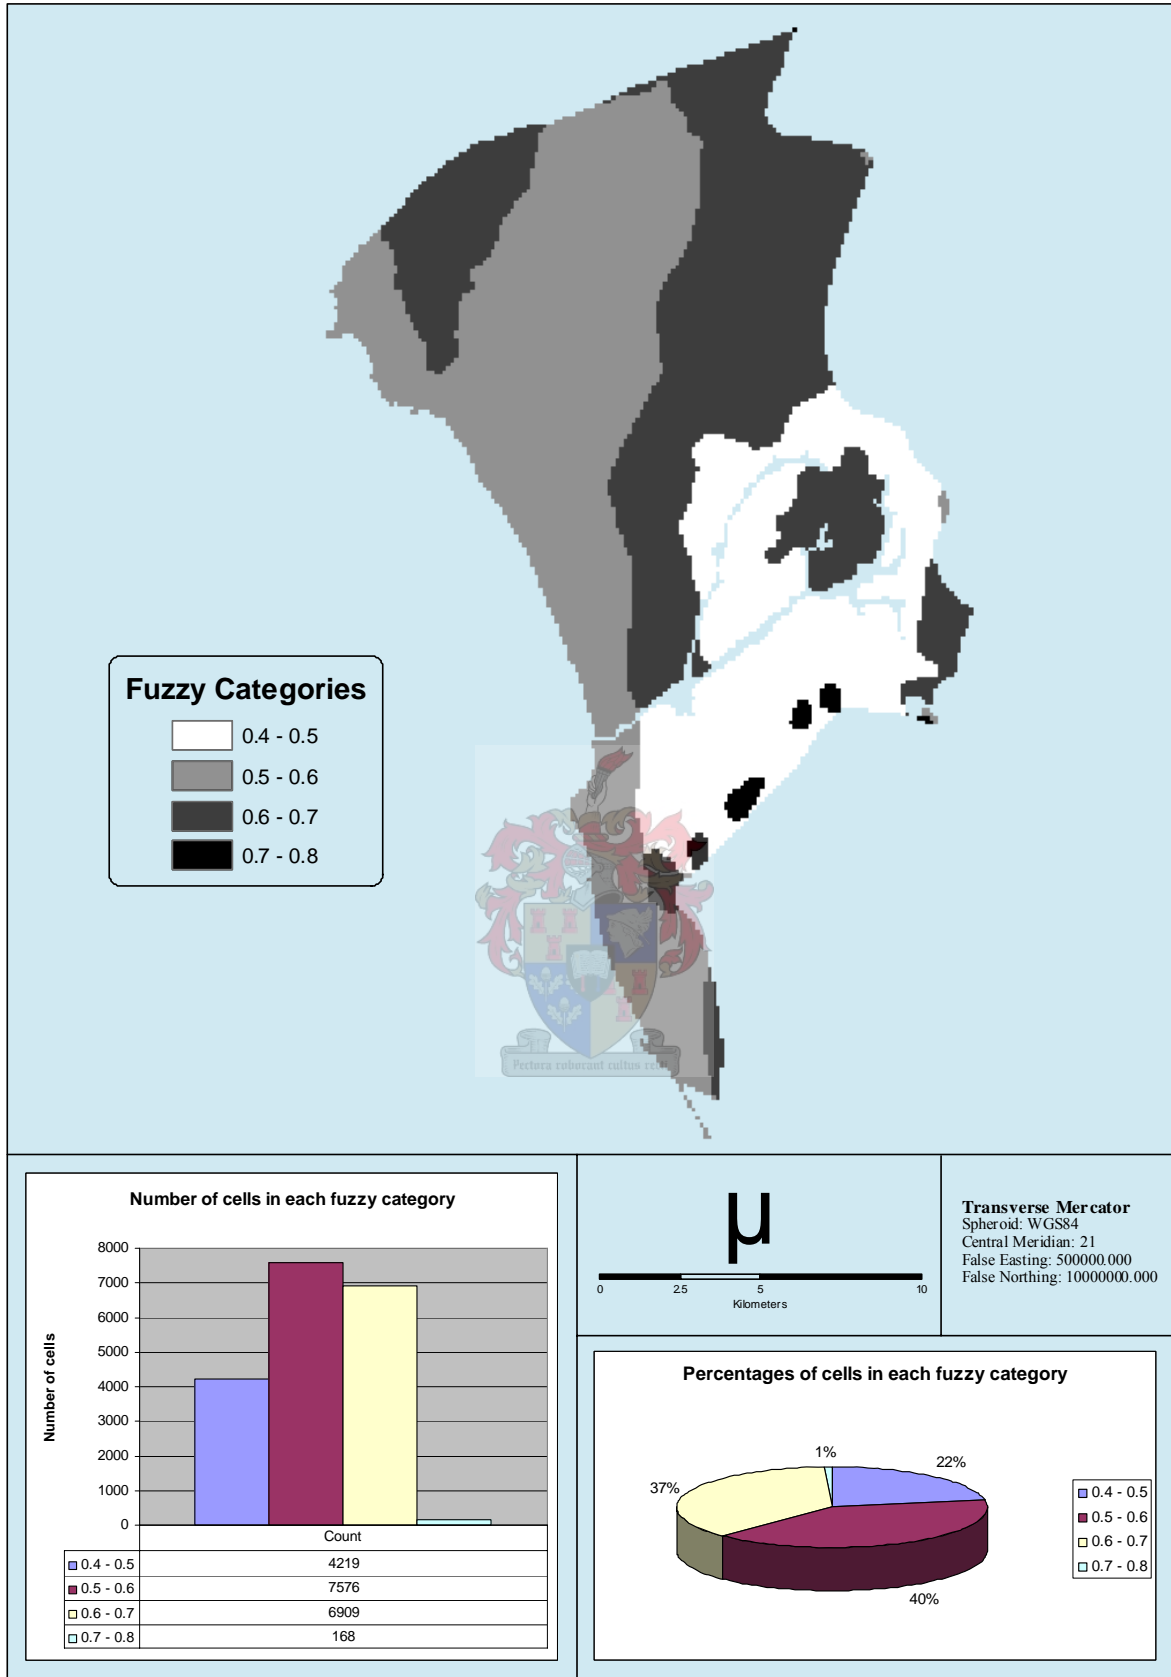 Fuzzy Categories
0.4 - 0.5
0.5 - 0.6
0.6 - 0.7
0.7 - 0.8
Pectora roborant cultus recti
Number of cells in each fuzzy category
Number of cells
8000
7000
6000
5000
4000
3000
2000
1000
0
Count
0.4 - 0.5 4219
0.5 - 0.6 7576
0.6 - 0.7 6909
0.7 - 0.8 168
µ
0 2.5 5 10
Kilometers
Transverse Mercator
Spheroid: WGS84
Central Meridian: 21
False Easting: 500000.000
False Northing: 10000000.000
Percentages of cells in each fuzzy category
1%
22%
37%
40%
0.4 - 0.5
0.5 - 0.6
0.6 - 0.7
0.7 - 0.8